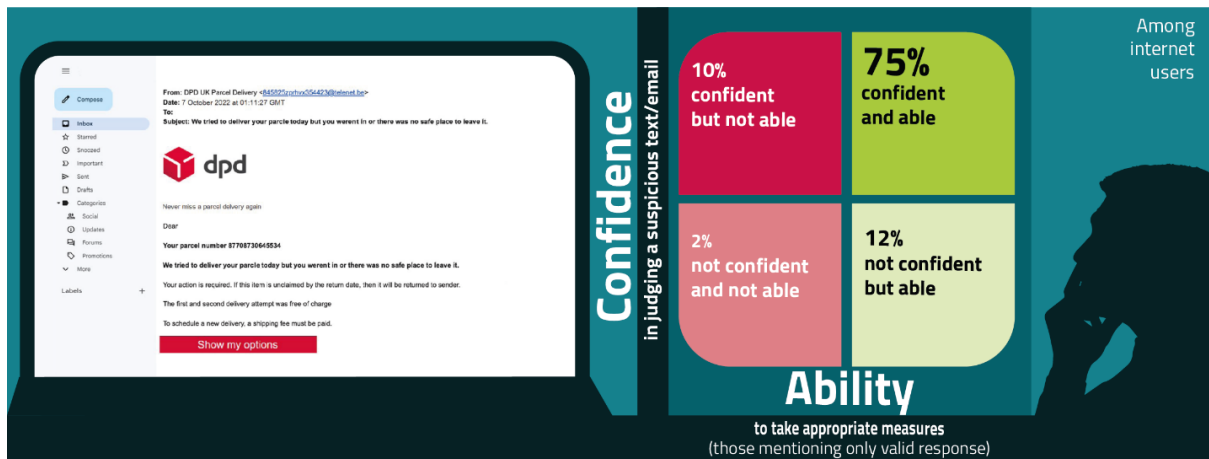 Compose
Inbox
Starred
Snoozed
Important
Sent
Drafts
Categories
Social
Updates
Forums
Promotions
More
Labels +
From: DPD UK Parcel Delivery
Date: 7 October 2022 at 01:11:27 GMT
To:
Subject: We tried to deliver your parcle today but you werent in or there was no safe place to leave it.
dpd
Never miss a parcel delvery again
Dear
Your parcel number 87708730645534
We tried to deliver your parcle today but you werent in or there was no safe place to leave it.
Your action is required. If this item is unclaimed by the return date, then it will be returned to sender.
The first and second delivery attempt was free of charge
To schedule a new delivery, a shipping fee must be paid.
Show my options
Confidence
in judging a suspicious text/email
10%
confident
but not able
75%
confident
and able
2%
not confident
and not able
12%
not confident
but able
Ability
to take appropriate measures
(those mentioning only valid response)
Among
internet
users